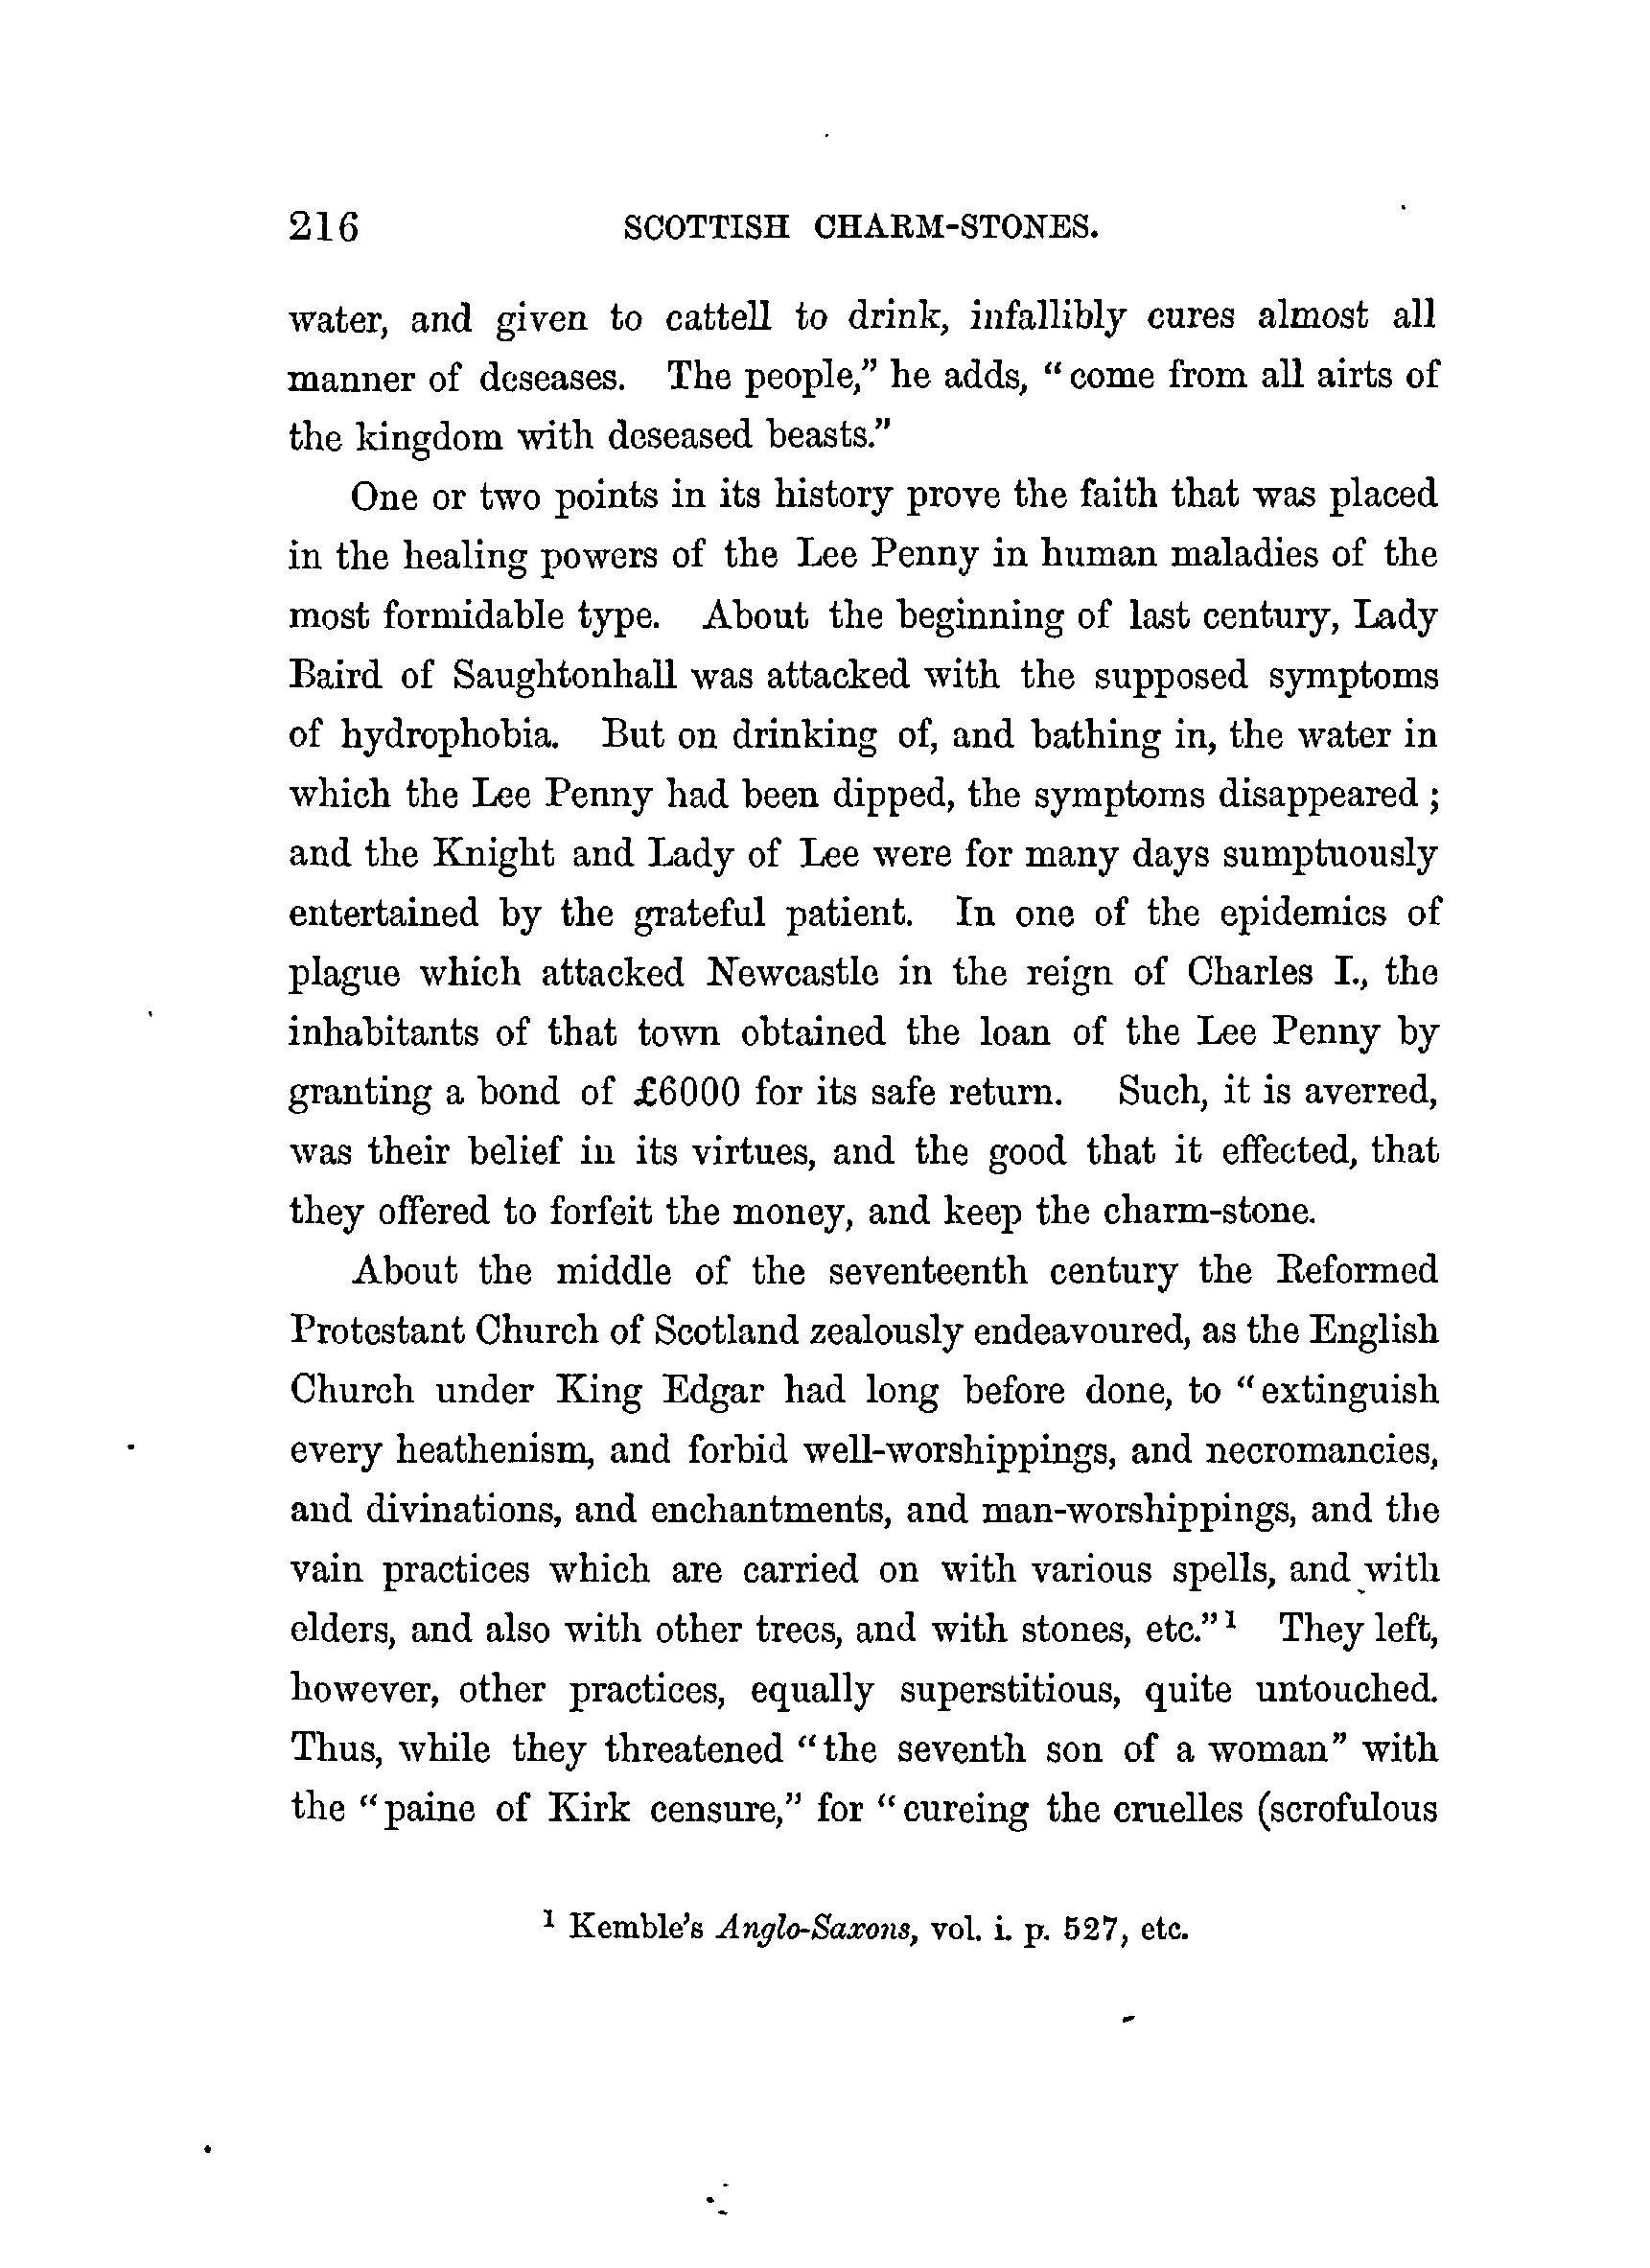 216 SCOTTISH CHARM-STONES.
water, and given to cattell to drink, infallibly cures almost all
manner of deseases. The people," he adds, "come from all airts of
the kingdom with deseased beasts."
One or two points in its history prove the faith that was placed
in the healing powers of the Lee Penny in human maladies of the
most formidable type. About the beginning of last century, Lady
Baird of Saughtonhall was attacked with the supposed symptoms
of hydrophobia. But on drinking of, and bathing in, the water in
which the Lee Penny had been dipped, the symptoms disappeared;
and the Knight and Lady of Lee were for many days sumptuously
entertained by the grateful patient. In one of the epidemics of
plague which attacked Newcastle in the reign of Charles I., the
inhabitants of that town obtained the loan of the Lee Penny by
granting a bond of £6000 for its safe return. Such, it is averred,
was their belief in its virtues, and the good that it effected, that
they offered to forfeit the money, and keep the charm-stone.
About the middle of the seventeenth century the Reformed
Protestant Church of Scotland zealously endeavoured, as the English
Church under King Edgar had long before done, to "extinguish
every heathenism, and forbid well-worshippings, and necromancies,
and divinations, and enchantments, and man-worshippings, and the
vain practices which are carried on with various spells, and with
elders, and also with other trees, and with stones, etc."1 They left,
however, other practices, equally superstitious, quite untouched.
Thus, while they threatened "the seventh son of a woman" with
the "paine of Kirk censure," for "cureing the cruelles (scrofulous
1 Kemble's Anglo-Saxons, vol. i. p. 527, etc.